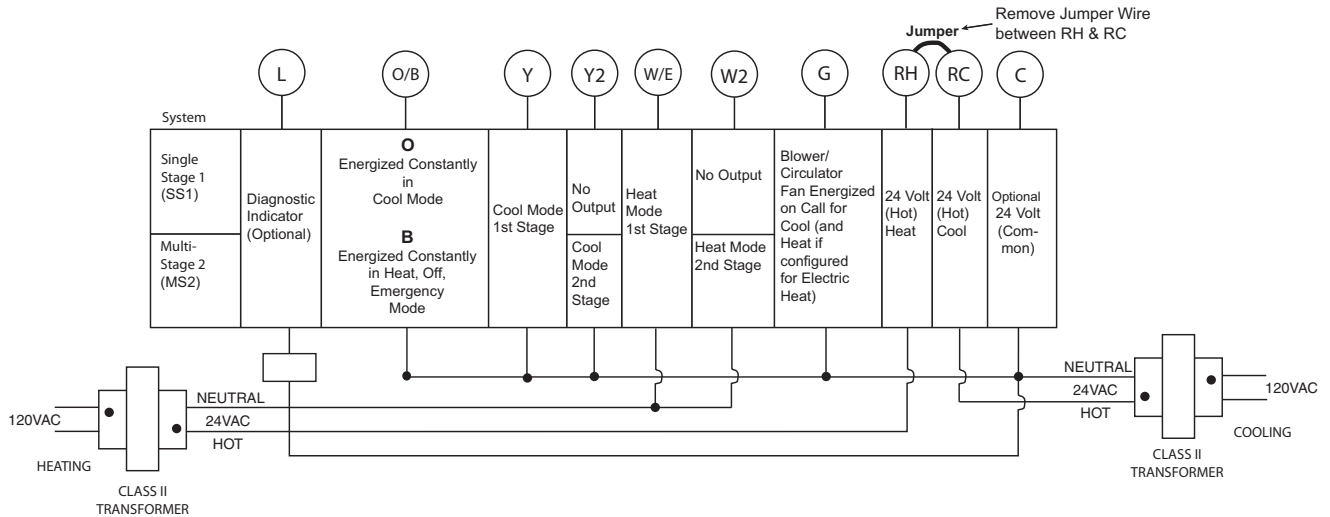 Remove Jumper Wire
between RH & RC
Jumper
L
O/B
Y
Y2
W/E
W2
G
RH
RC
C
System
Single
Stage 1
(SS1)
Multi-
Stage 2
(MS2)
Diagnostic
Indicator
(Optional)
O
Energized Constantly
in
Cool Mode
B
Energized Constantly
in Heat, Off,
Emergency
Mode
Cool Mode
1st Stage
No
Output
Cool
Mode
2nd
Stage
Heat
Mode
1st Stage
No Output
Heat Mode
2nd Stage
Blower/
Circulator
Fan Energized
on Call for
Cool (and
Heat if
configured
for Electric
Heat)
24 Volt
(Hot)
Heat
24 Volt
(Hot)
Cool
Optional
24 Volt
(Com-
mon)
120VAC
HEATING
CLASS II
TRANSFORMER
NEUTRAL
24VAC
HOT
NEUTRAL
24VAC
HOT
120VAC
COOLING
CLASS II
TRANSFORMER